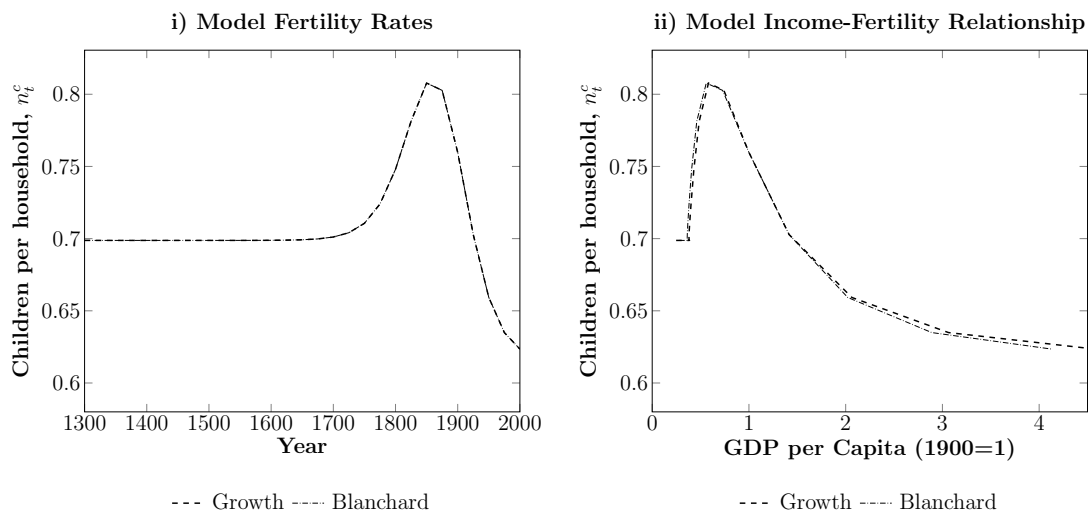 i) Model Fertility Rates
Children per household, n_t^c
0.8
0.75
0.7
0.65
0.6
1300 1400 1500 1600 1700 1800 1900 2000
Year
Growth Blanchard
ii) Model Income-Fertility Relationship
Children per household, n_t^c
0.8
0.75
0.7
0.65
0.6
0 1 2 3 4
GDP per Capita (1900=1)
Growth Blanchard